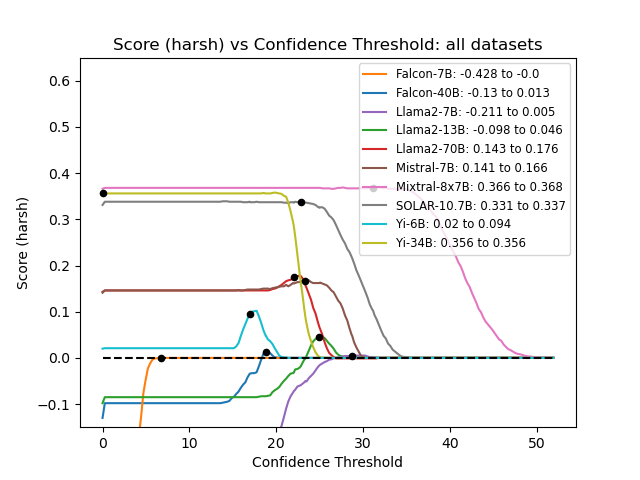 Score (harsh) vs Confidence Threshold: all datasets
Score (harsh)
0.6
0.5
0.4
0.3
0.2
0.1
0.0
−0.1
Falcon-7B: -0.428 to -0.0
Falcon-40B: -0.13 to 0.013
Llama2-7B: -0.211 to 0.005
Llama2-13B: -0.098 to 0.046
Llama2-70B: 0.143 to 0.176
Mistral-7B: 0.141 to 0.166
Mixtral-8x7B: 0.366 to 0.368
SOLAR-10.7B: 0.331 to 0.337
Yi-6B: 0.02 to 0.094
Yi-34B: 0.356 to 0.356
0 10 20 30 40 50
Confidence Threshold